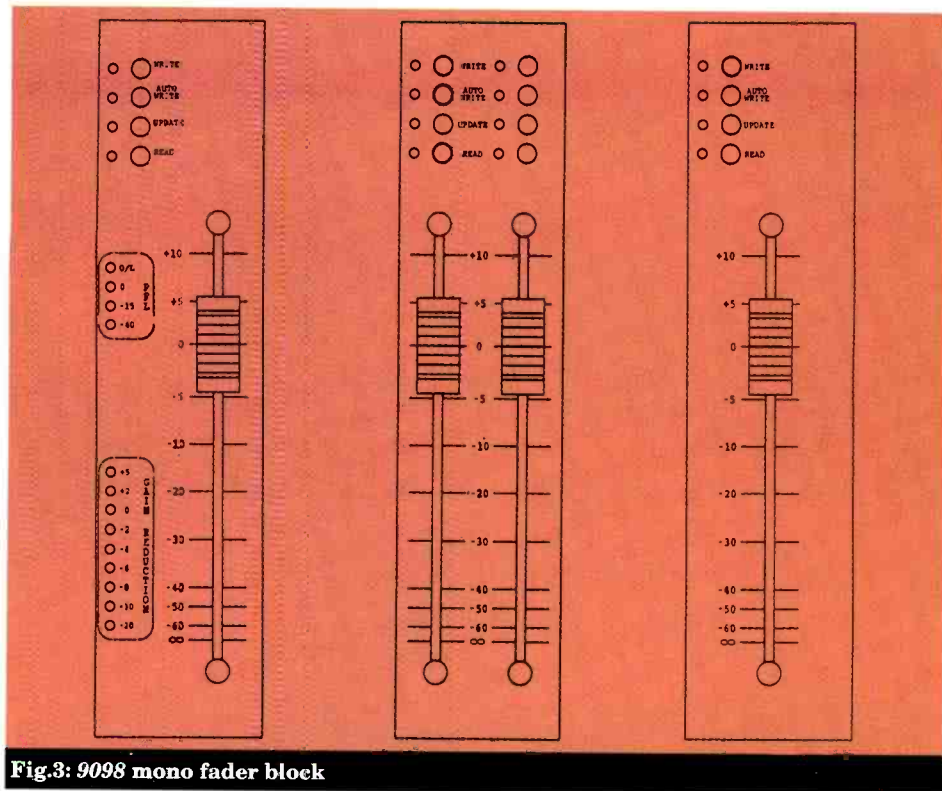 WRITE
AUTO
WRITE
UPDATE
READ
O/L
0
-15
-40
PFL
+10
+5
0
-5
-10
-20
-30
-40
-50
-60
∞
+5
+2
0
-2
-4
-6
-8
-10
-20
GAIN REDUCTION
WRITE
AUTO
WRITE
UPDATE
READ
+10
+5
0
-5
-10
-20
-30
-40
-50
-60
∞
WRITE
AUTO
WRITE
UPDATE
READ
+10
+5
0
-5
-10
-20
-30
-40
-50
-60
∞
Fig.3: 9098 mono fader block